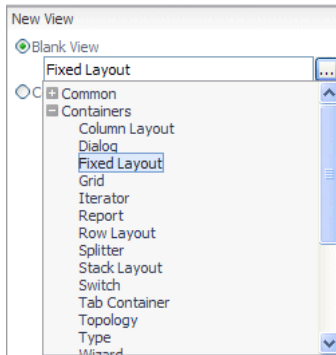 New View
Blank View
Fixed Layout
...
C
Common
Containers
Column Layout
Dialog
Fixed Layout
Grid
Iterator
Report
Row Layout
Splitter
Stack Layout
Switch
Tab Container
Topology
Type
Wizard